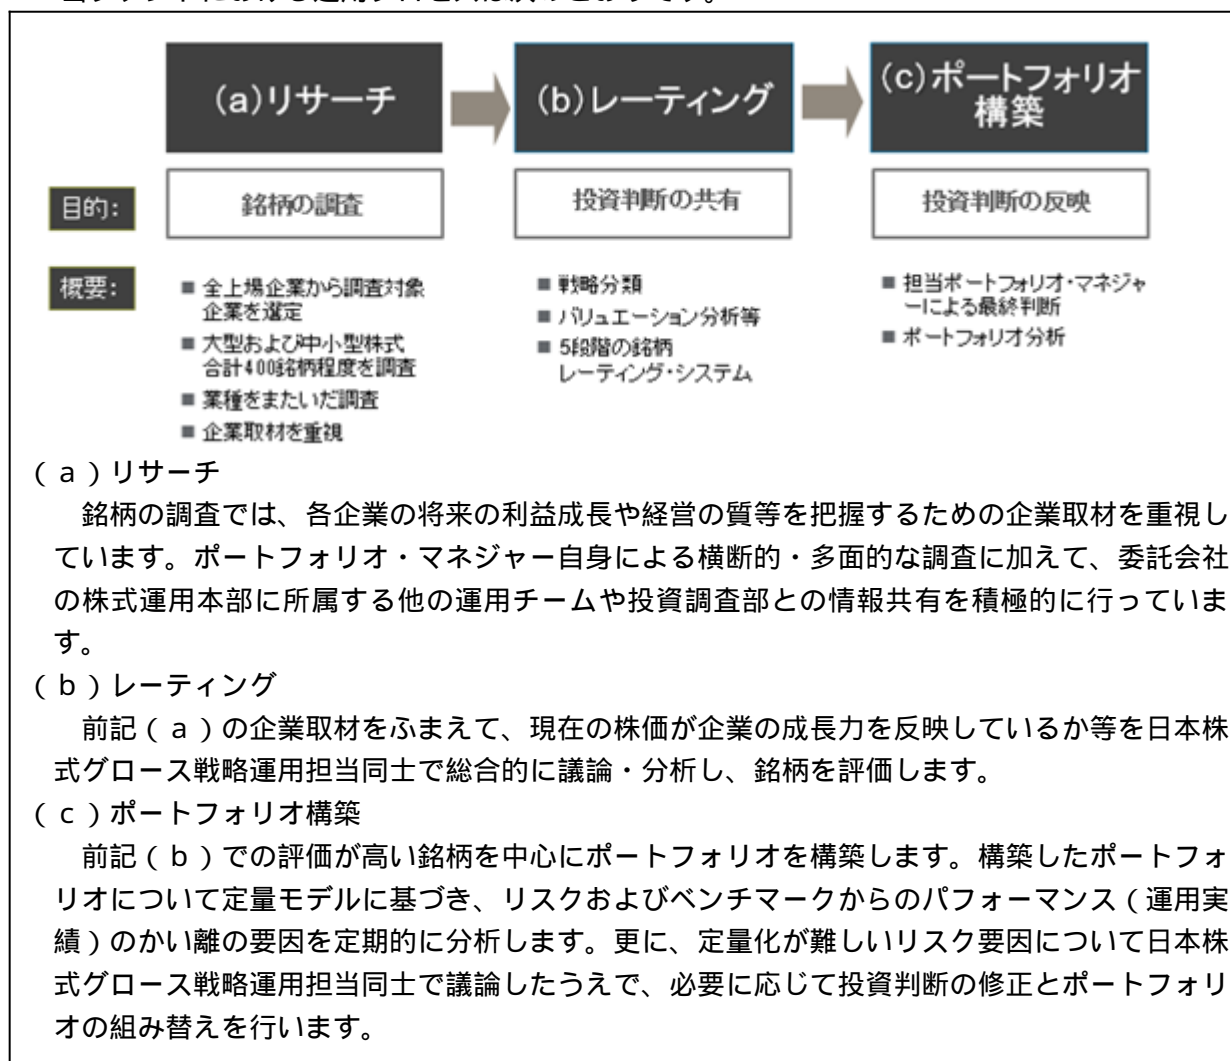 (a)リサーチ
(b)レーティング
(c)ポートフォリオ
構築
目的:
銘柄の調査
投資判断の共有
投資判断の反映
概要:
■ 全上場企業から調査対象
企業を選定
■ 大型および中小型株式
合計400銘柄程度を調査
■ 業種をまたいだ調査
■ 企業取材を重視
■ 戦略分類
■ バリュエーション分析等
■ 5段階の銘柄
レーティング・システム
■ 担当ポートフォリオ・マネジャ
ーによる最終判断
■ ポートフォリオ分析
(a)リサーチ
銘柄の調査では、各企業の将来の利益成長や経営の質等を把握するための企業取材を重視し
ています。ポートフォリオ・マネジャー自身による横断的・多面的な調査に加えて、委託会社
の株式運用本部に所属する他の運用チームや投資調査部との情報共有を積極的に行っていま
す。
(b)レーティング
前記(a)の企業取材をふまえて、現在の株価が企業の成長力を反映しているか等を日本株
式グロース戦略運用担当同士で総合的に議論・分析し、銘柄を評価します。
(c)ポートフォリオ構築
前記(b)での評価が高い銘柄を中心にポートフォリオを構築します。構築したポートフォ
リオについて定量モデルに基づき、リスクおよびベンチマークからのパフォーマンス(運用実
績)のかい離の要因を定期的に分析します。更に、定量化が難しいリスク要因について日本株
式グロース戦略運用担当同士で議論したうえで、必要に応じて投資判断の修正とポートフォリ
オの組み替えを行います。